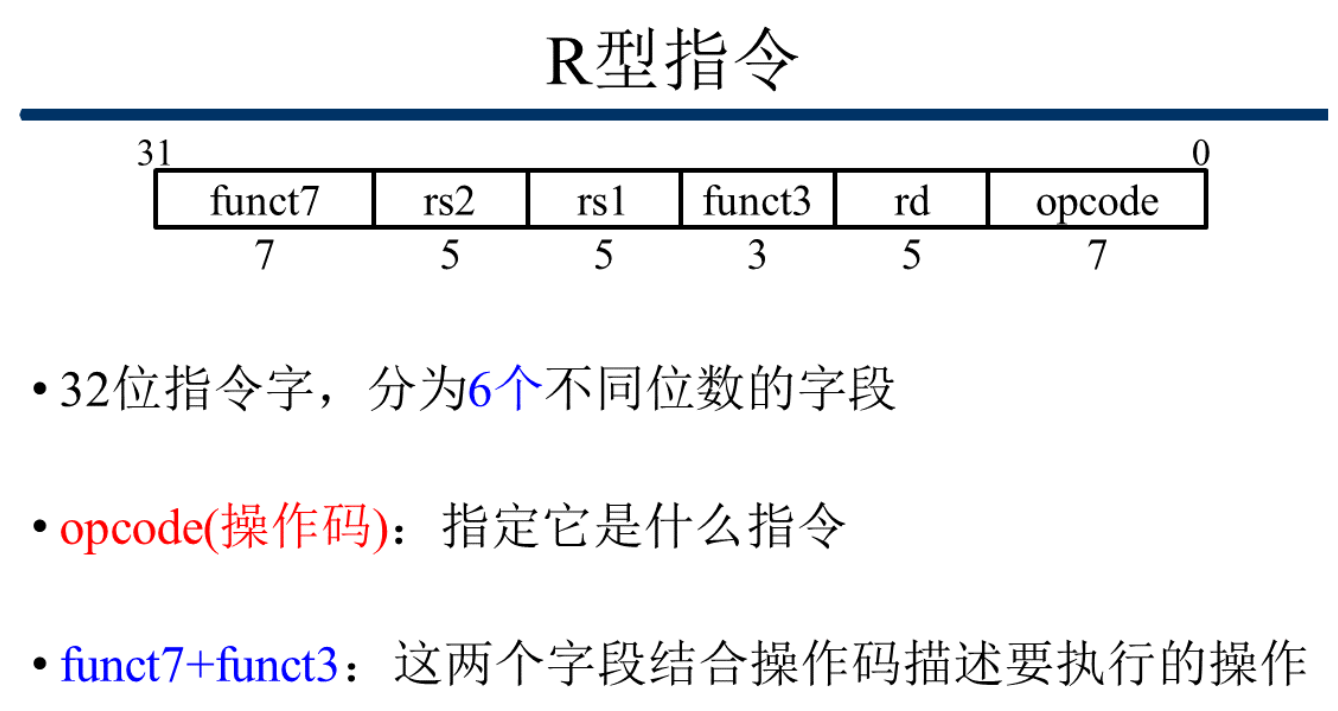 R型指令
31 0
funct7 rs2 rs1 funct3 rd opcode
7 5 5 3 5 7
• 32位指令字，分为6个不同位数的字段
• opcode(操作码)：指定它是什么指令
• funct7+funct3：这两个字段结合操作码描述要执行的操作